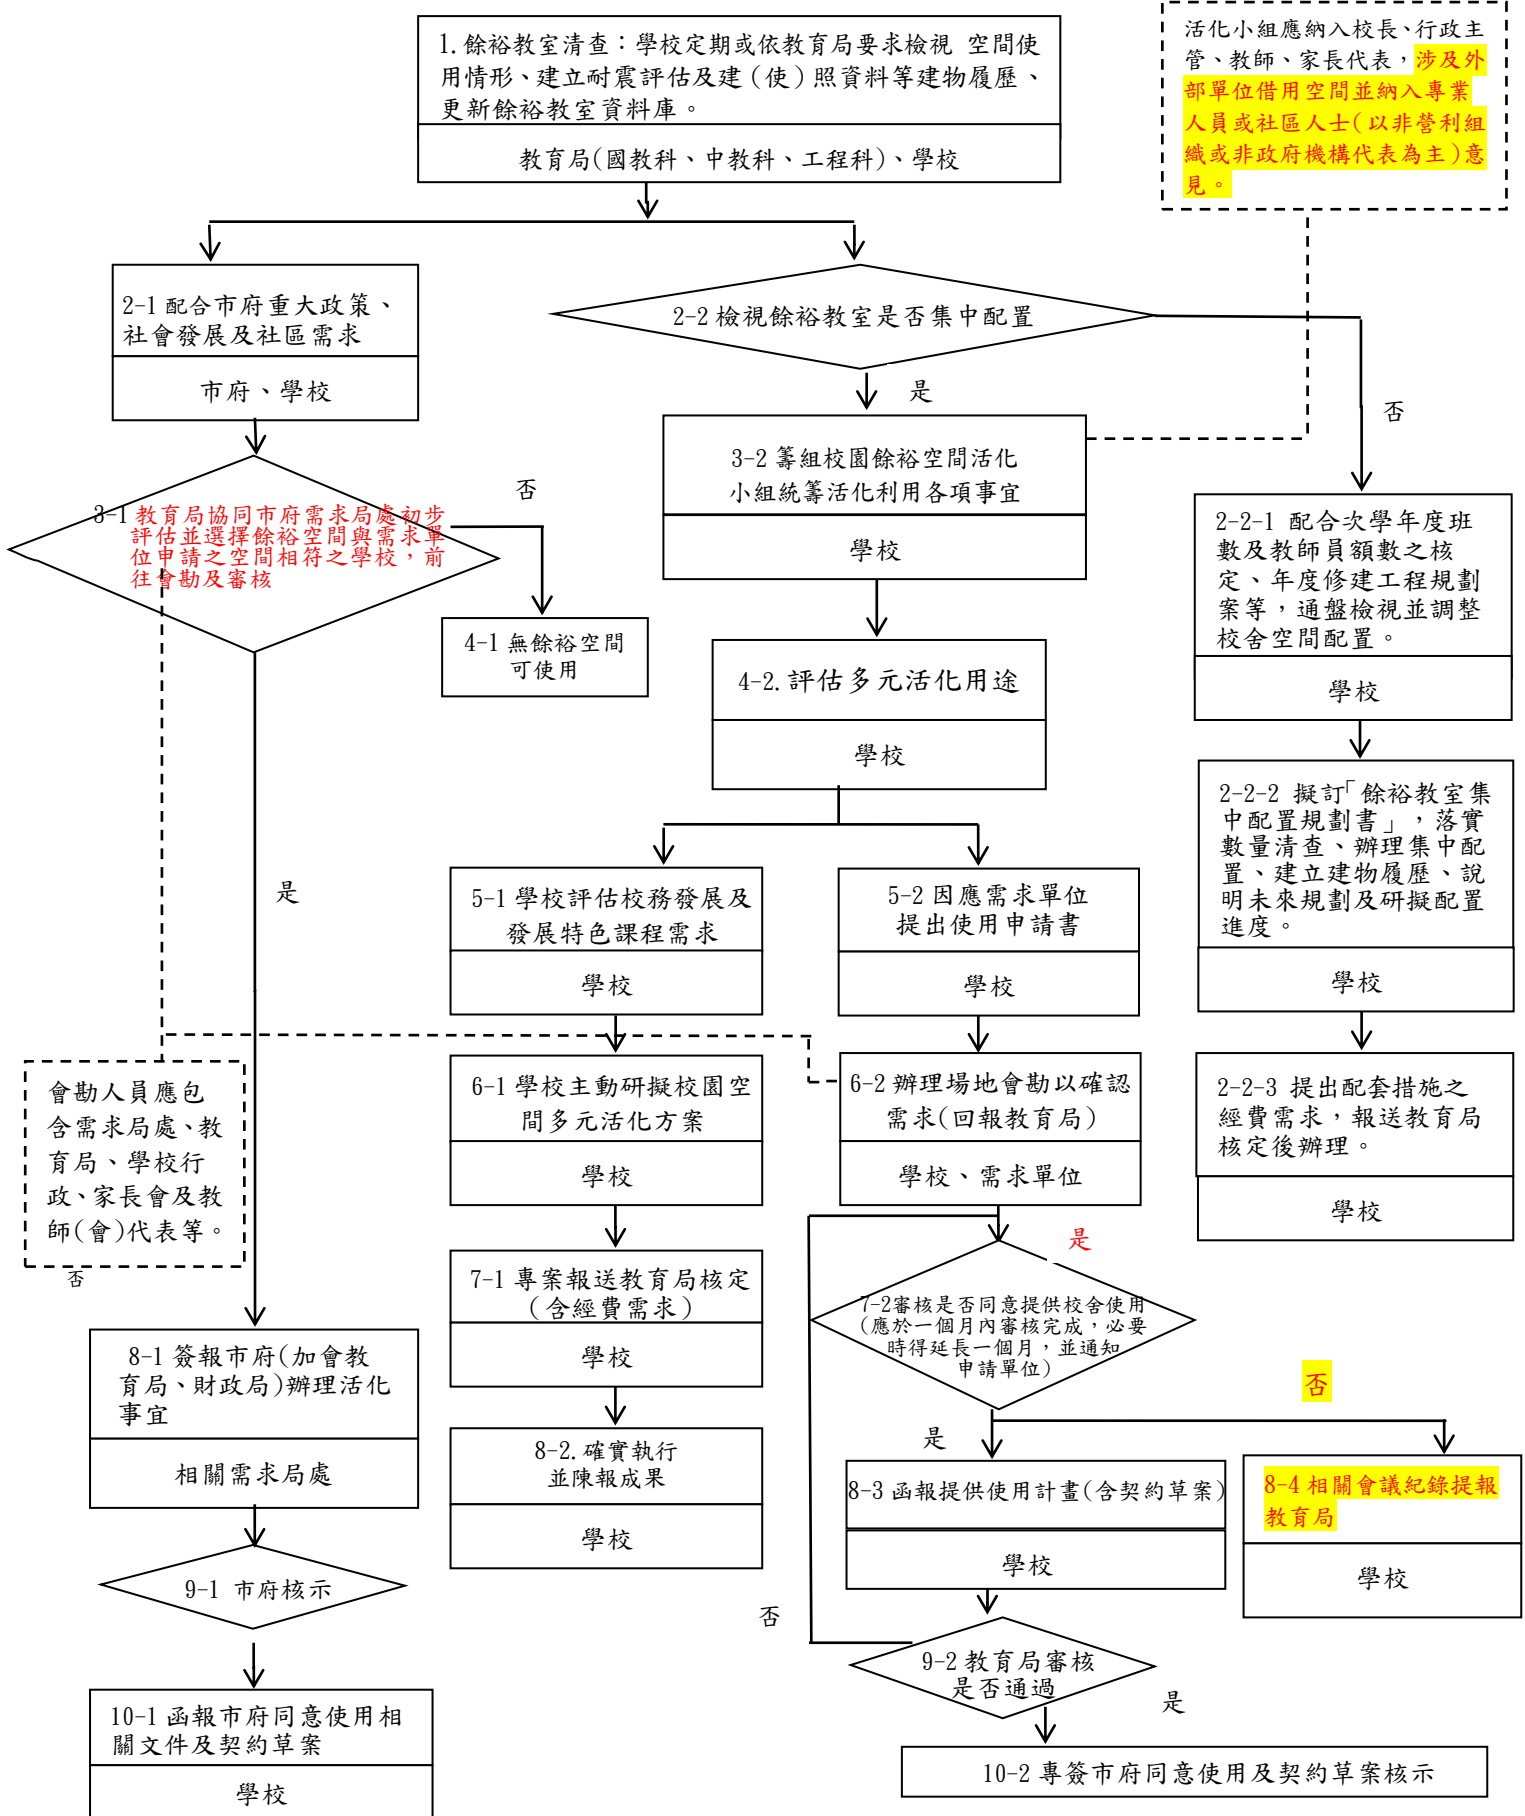 1.餘裕教室清查：學校定期或依教育局要求檢視 空間使
用情形、建立耐震評估及建（使）照資料等建物履歷、
更新餘裕教室資料庫。
教育局(國教科、中教科、工程科)、學校
活化小組應納入校長、行政主
管、教師、家長代表，涉及外
部單位借用空間並納入專業
人員或社區人士(以非營利組
織或非政府機構代表為主)意
見。
2-1 配合市府重大政策、
社會發展及社區需求
市府、學校
2-2 檢視餘裕教室是否集中配置
是
否
3-1 教育局協同市府需求局處初步
評估並選擇餘裕空間與需求單
位申請之空間相符之學校，前
往會勘及審核
否
4-1 無餘裕空間
可使用
3-2 籌組校園餘裕空間活化
小組統籌活化利用各項事宜
學校
4-2.評估多元活化用途
學校
2-2-1 配合次學年度班
數及教師員額數之核
定、年度修建工程規劃
案等，通盤檢視並調整
校舍空間配置。
學校
2-2-2 擬訂「餘裕教室集
中配置規劃書」，落實
數量清查、辦理集中配
置、建立建物履歷、說
明未來規劃及研擬配置
進度。
學校
2-2-3 提出配套措施之
經費需求，報送教育局
核定後辦理。
學校
是
5-1 學校評估校務發展及
發展特色課程需求
學校
5-2 因應需求單位
提出使用申請書
學校
會勘人員應包
含需求局處、教
育局、學校行
政、家長會及教
師(會)代表等。
否
6-1 學校主動研擬校園空
間多元活化方案
學校
6-2 辦理場地會勘以確認
需求(回報教育局)
學校、需求單位
是
7-1 專案報送教育局核定
（含經費需求）
學校
7-2審核是否同意提供校舍使用
(應於一個月內審核完成，必要
時得延長一個月，並通知
申請單位)
否
是
8-1 簽報市府(加會教
育局、財政局)辦理活化
事宜
相關需求局處
8-2.確實執行
並陳報成果
學校
8-3 函報提供使用計畫(含契約草案)
學校
8-4 相關會議紀錄提報
教育局
學校
9-1 市府核示
否
9-2 教育局審核
是否通過
是
10-1 函報市府同意使用相
關文件及契約草案
學校
10-2 專簽市府同意使用及契約草案核示